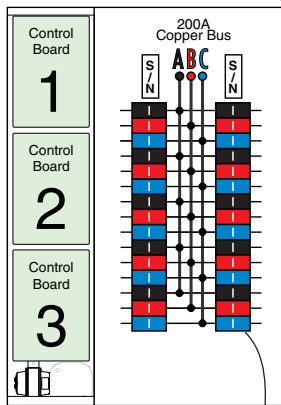 Control
Board
1
Control
Board
2
Control
Board
3
200A
Copper Bus
S/N
A B C
S/N